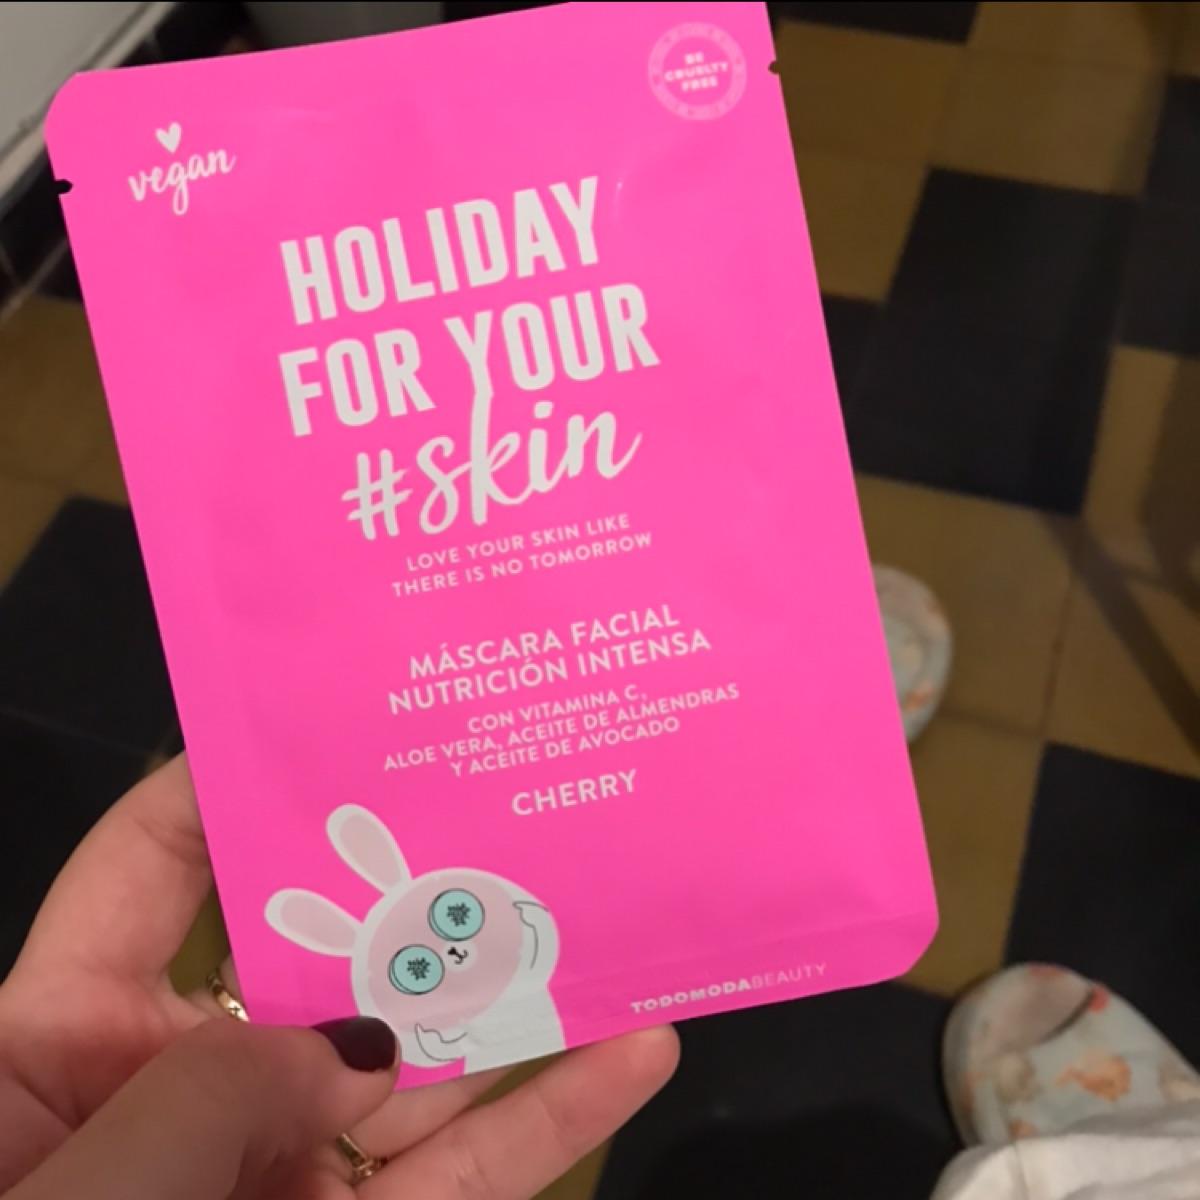 BE
CRUELTY
FREE
vegan
HOLIDAY
FOR YOUR
#skin
LOVE YOUR SKIN LIKE
THERE IS NO TOMORROW
MÁSCARA FACIAL
NUTRICIÓN INTENSA
CON VITAMINA C,
ALOE VERA, ACEITE DE ALMENDRAS
Y ACEITE DE AVOCADO
CHERRY
TODOMODABEAUTY